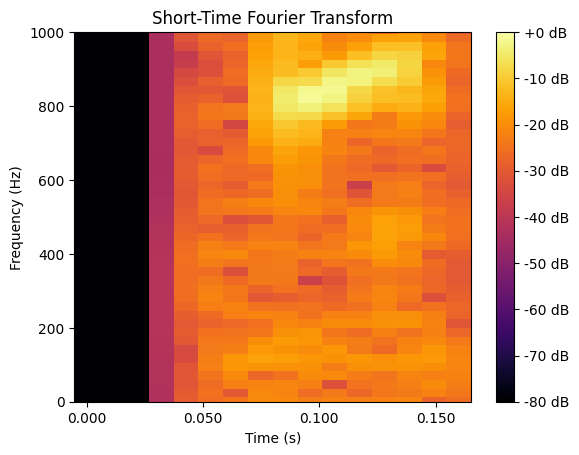 Short-Time Fourier Transform
1000
800
600
400
200
0
Frequency (Hz)
0.000
0.050
0.100
0.150
Time (s)
+0 dB
-10 dB
-20 dB
-30 dB
-40 dB
-50 dB
-60 dB
-70 dB
-80 dB